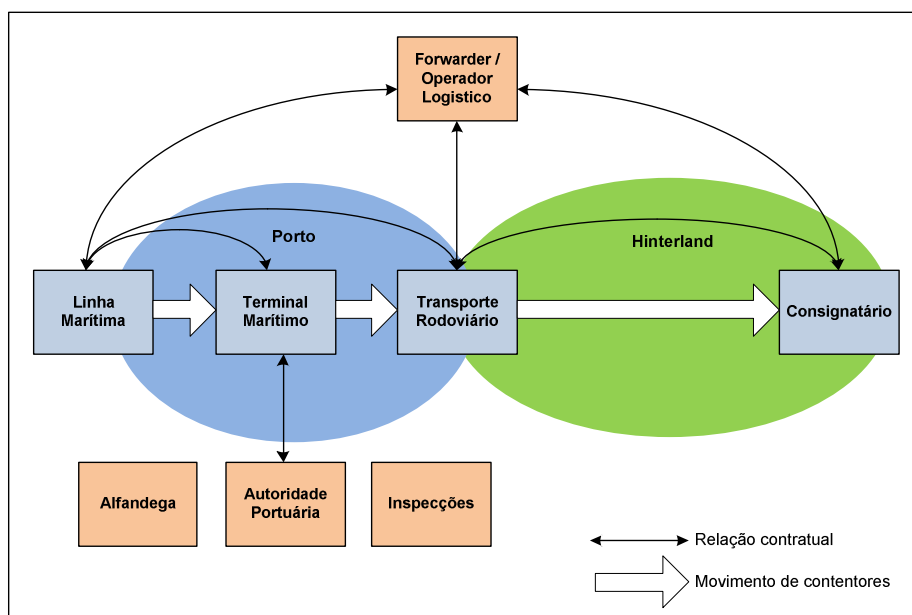 Forwarder /
Operador
Logistico
Porto
Hinterland
Linha
Marítima
Terminal
Marítimo
Transporte
Rodoviário
Consignatário
Alfandega
Autoridade
Portuária
Inspecções
Relação contratual
Movimento de contentores